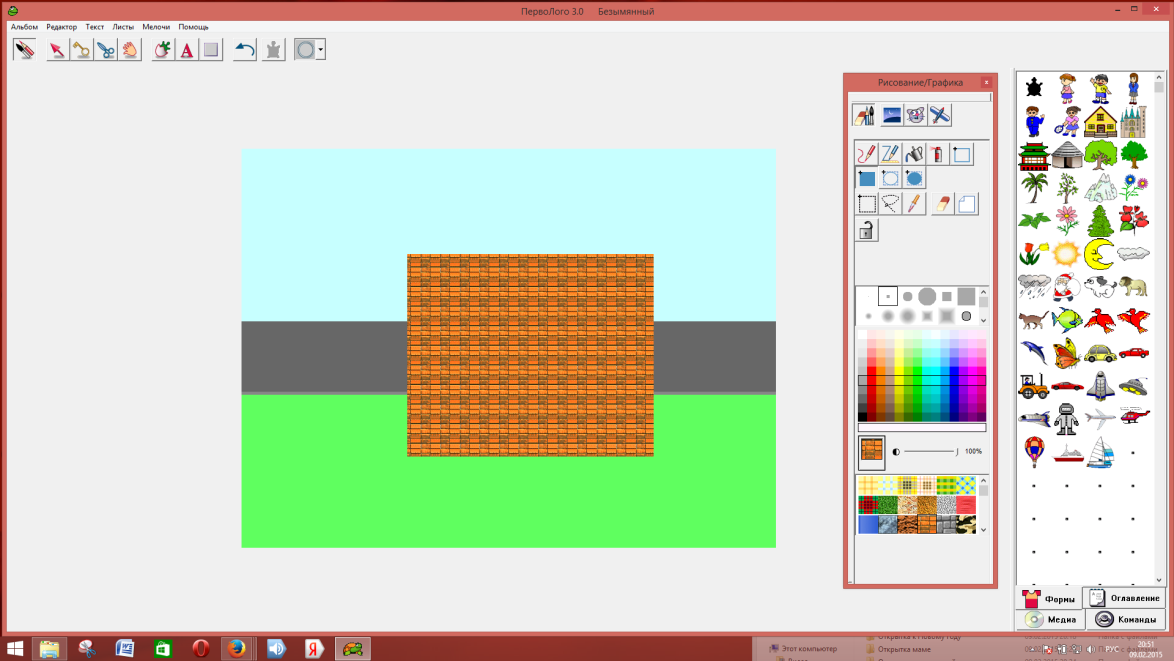 ПервоЛого 3.0 Безымянный
Альбом Редактор Текст Листы Мелочи Помощь
Рисование/Графика
100%
Формы
Оглавление
Медиа
Команды
Открытка к Новому году
Этот компьютер
Открытка маме
РУС
20:51
09.02.2015